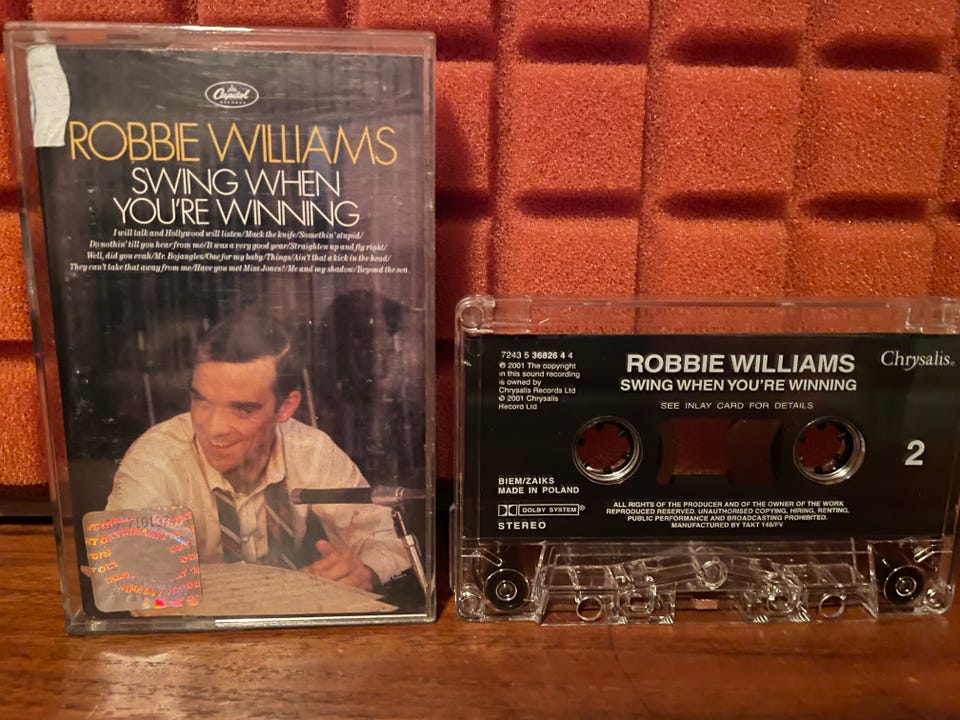 Capitol
RECORDS
ROBBIE WILLIAMS
SWING WHEN
YOU'RE WINNING
I will talk and Hollywood will listen/Mack the knife/Somethin' stupid/
Do nothin' till you hear from me/It was a very good year/Straighten up and fly right/
Well, did you evah/Mr. Bojangles/One for my baby/Things/Ain't that a kick in the head/
They can't take that away from me/Have you met Miss Jones?/Me and my shadow/Beyond the sea
7243 5 36826 4 4
℗ 2001 The copyright
in this sound recording
is owned by
Chrysalis Records Ltd
© 2001 Chrysalis
Record Ltd
ROBBIE WILLIAMS
SWING WHEN YOU'RE WINNING
SEE INLAY CARD FOR DETAILS
Chrysalis®
2
BIEM/ZAIKS
MADE IN POLAND
DOLBY SYSTEM®
STEREO
ALL RIGHTS OF THE PRODUCER AND OF THE OWNER OF THE WORK
REPRODUCED RESERVED. UNAUTHORISED COPYING, HIRING, RENTING,
PUBLIC PERFORMANCE AND BROADCASTING PROHIBITED.
MANUFACTURED BY TAKT 148/FV